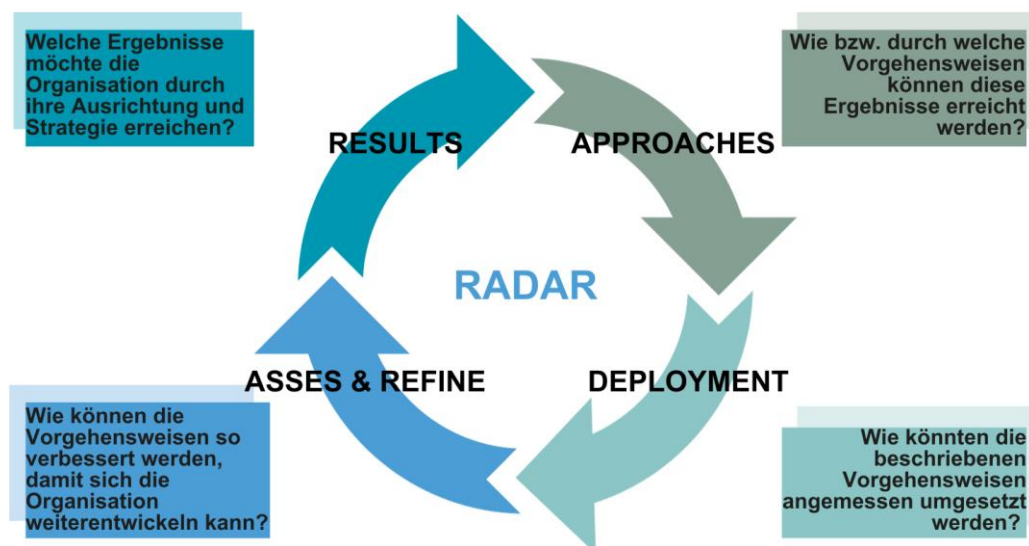 Welche Ergebnisse
möchte die
Organisation durch
ihre Ausrichtung und
Strategie erreichen?
Wie bzw. durch welche
Vorgehensweisen
können diese
Ergebnisse erreicht
werden?
RESULTS
APPROACHES
RADAR
ASSES & REFINE
DEPLOYMENT
Wie können die
Vorgehensweisen so
verbessert werden,
damit sich die
Organisation
weiterentwickeln kann?
Wie könnten die
beschriebenen
Vorgehensweisen
angemessen umgesetzt
werden?